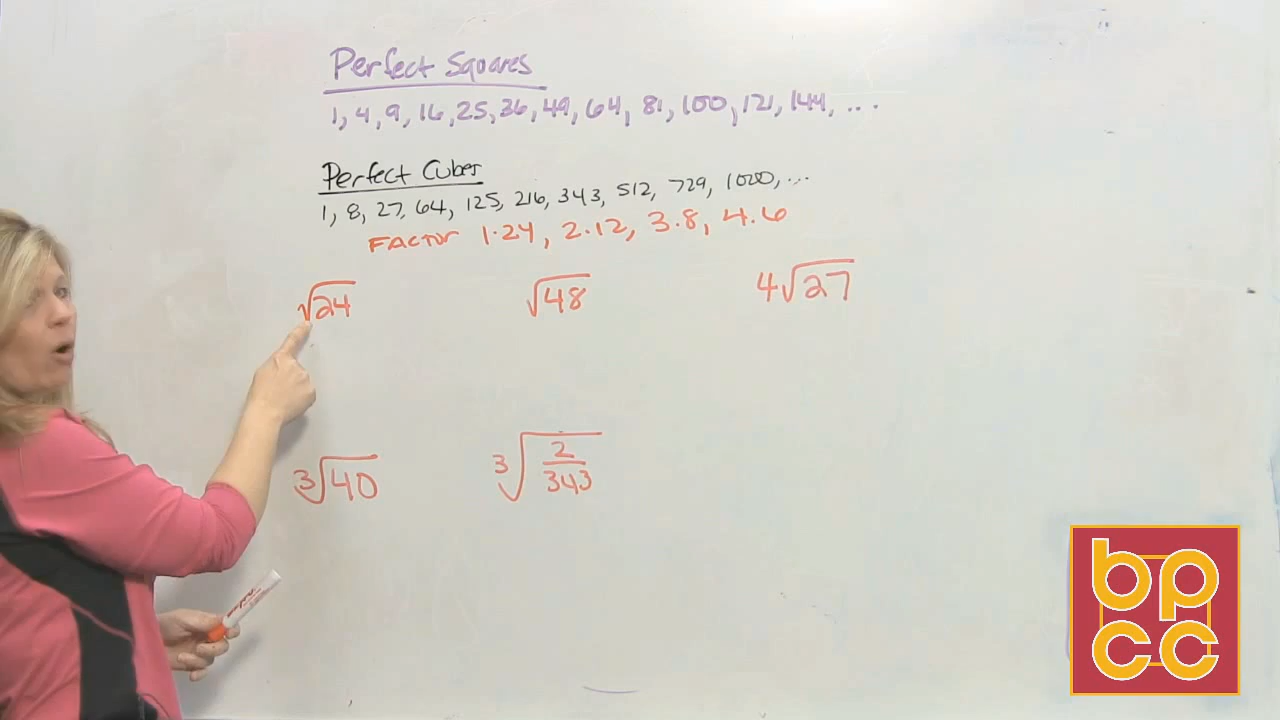 Perfect Squares
1, 4, 9, 16, 25, 36, 49, 64, 81, 100, 121, 144, ...
Perfect Cubes
1, 8, 27, 64, 125, 216, 343, 512, 729, 1000, ...
FACTOR 1·24, 2·12, 3·8, 4·6
√24 √48 4√27
³√40 ³√(2/343)
bp
cc